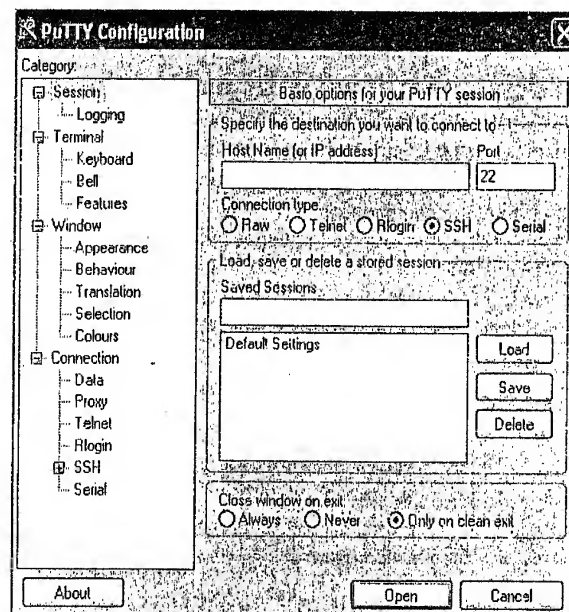 PuTTY Configuration
Category:
Session
Logging
Terminal
Keyboard
Bell
Features
Window
Appearance
Behaviour
Translation
Selection
Colours
Connection
Data
Proxy
Telnet
Rlogin
SSH
Serial
Basic options for your PuTTY session
Specify the destination you want to connect to
Host Name (or IP address) Port
22
Connection type:
Raw Telnet Rlogin SSH Serial
Load, save or delete a stored session
Saved Sessions
Default Settings
Load
Save
Delete
Close window on exit:
Always Never Only on clean exit
About Open Cancel